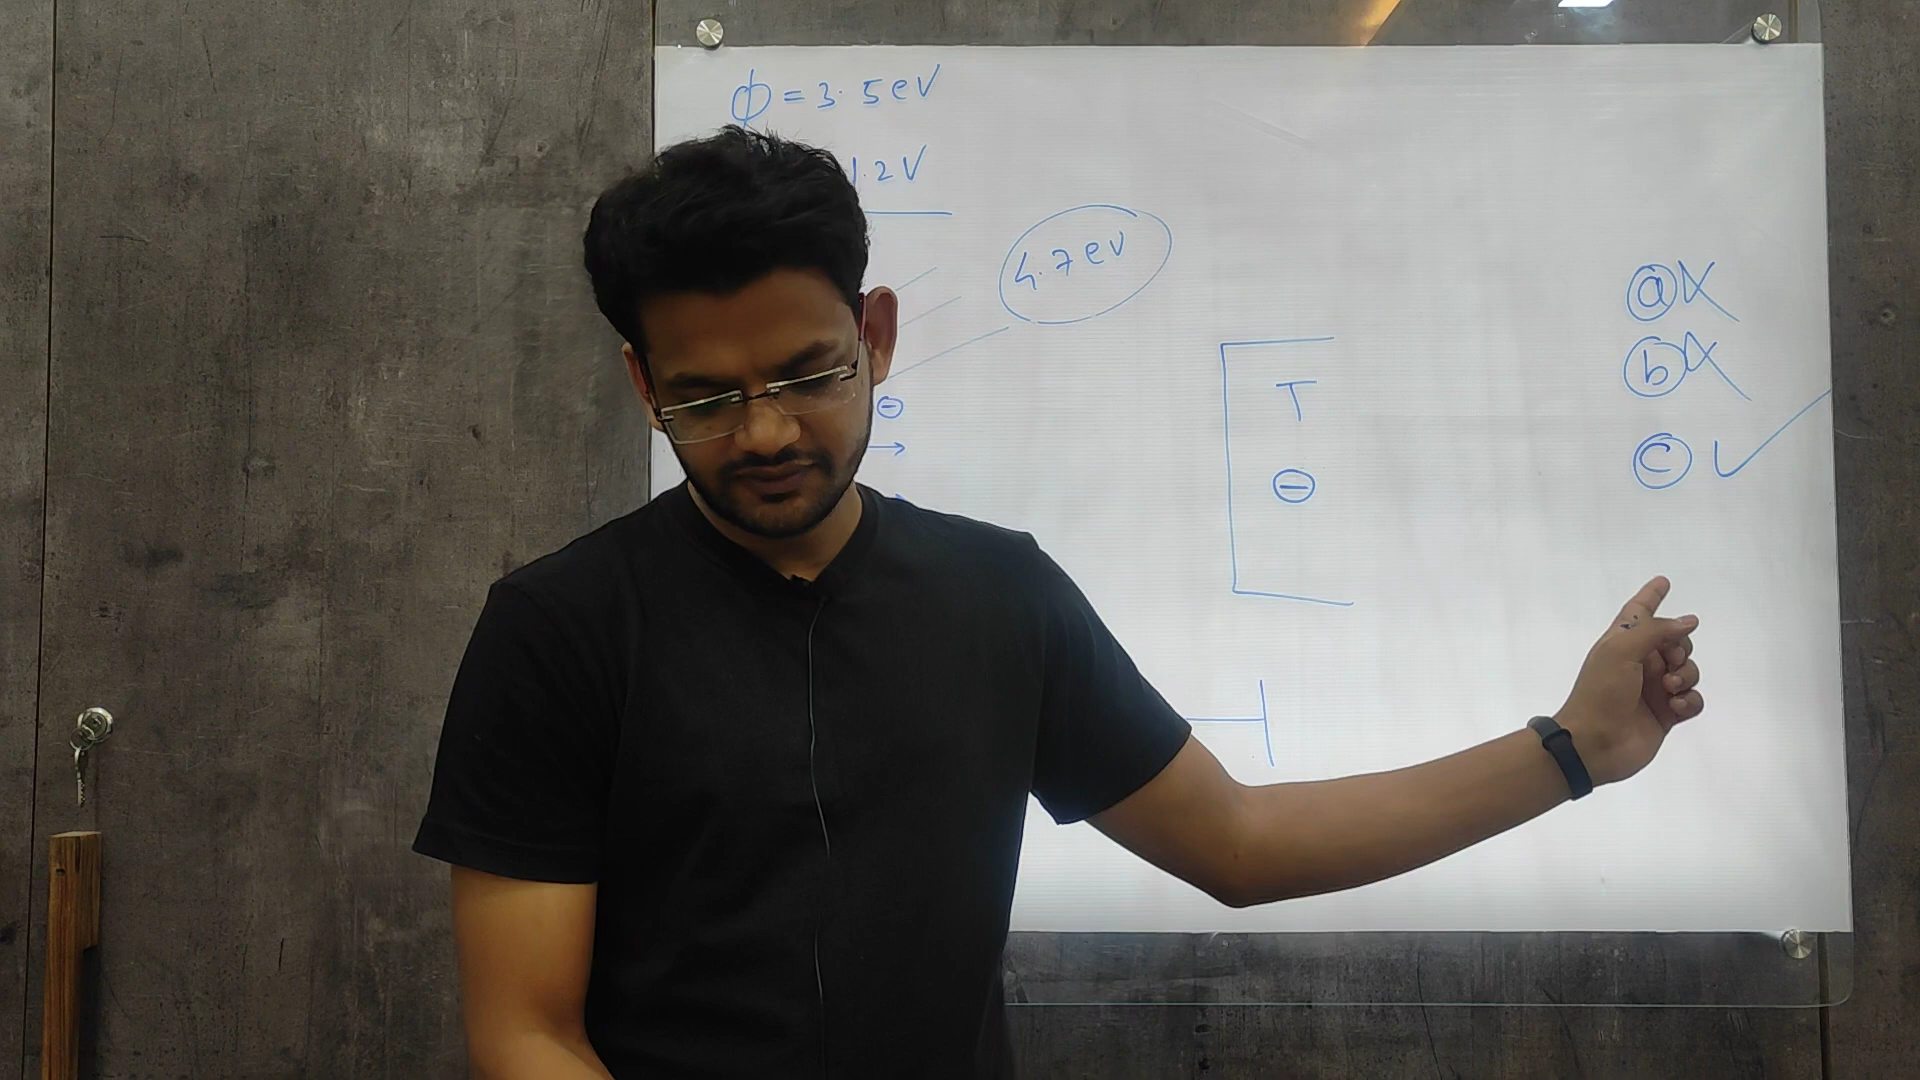 ϕ = 3.5 eV
1.2 V
4.7 eV
⊖
→
T
⊖
ⓐ X
ⓑ X
ⓒ ✓